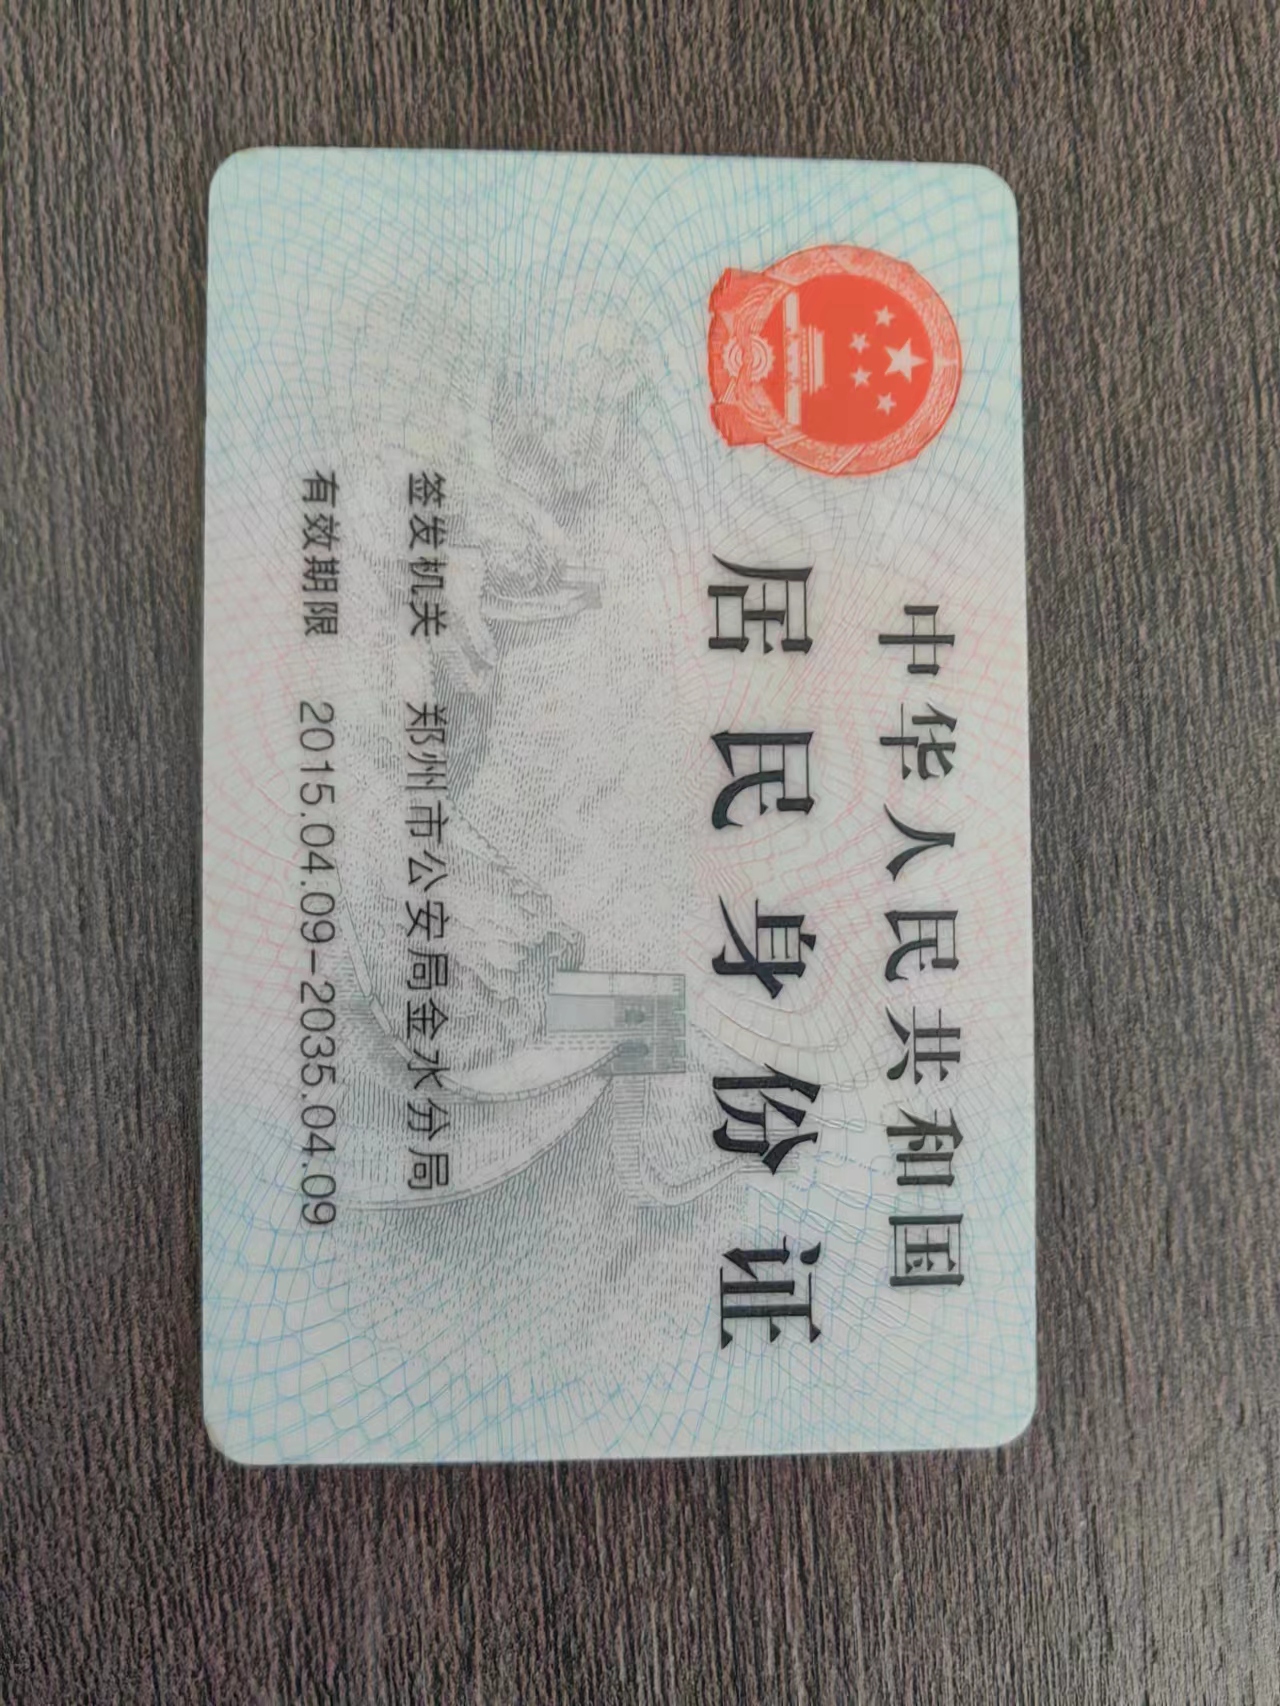 中华人民共和国
居民身份证
签发机关 郑州市公安局金水分局
有效期限 2015.04.09-2035.04.09